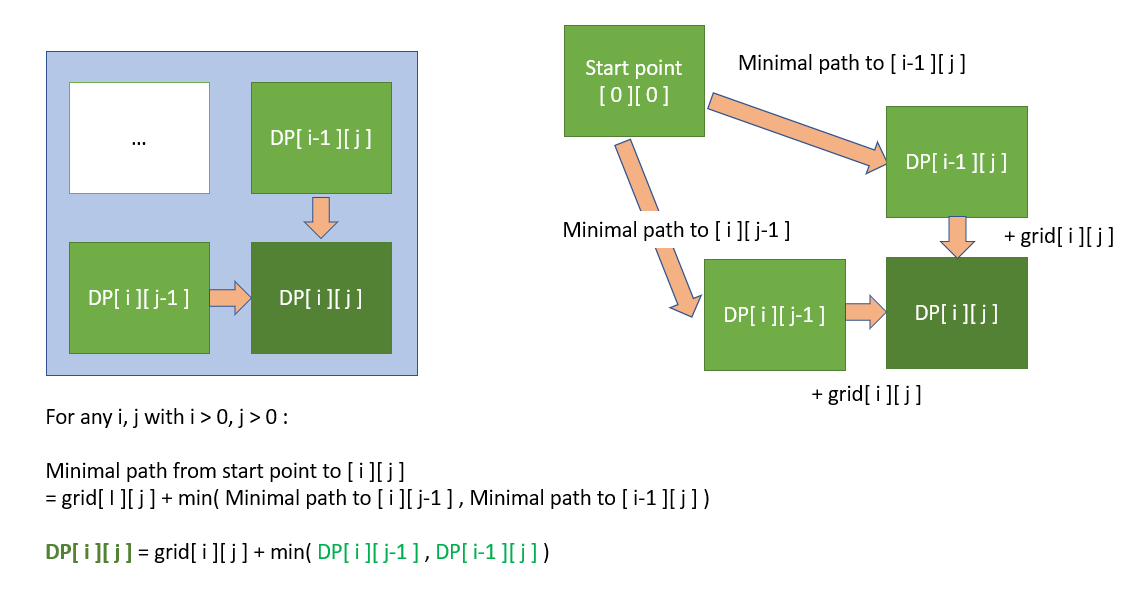 ...
DP[ i-1 ][ j ]
DP[ i ][ j-1 ]
DP[ i ][ j ]
Start point
[ 0 ][ 0 ]
Minimal path to [ i-1 ][ j ]
DP[ i-1 ][ j ]
Minimal path to [ i ][ j-1 ]
+ grid[ i ][ j ]
DP[ i ][ j-1 ]
DP[ i ][ j ]
+ grid[ i ][ j ]
For any i, j with i > 0, j > 0 :
Minimal path from start point to [ i ][ j ]
= grid[ I ][ j ] + min( Minimal path to [ i ][ j-1 ] , Minimal path to [ i-1 ][ j ] )
DP[ i ][ j ] = grid[ i ][ j ] + min( DP[ i ][ j-1 ] , DP[ i-1 ][ j ] )